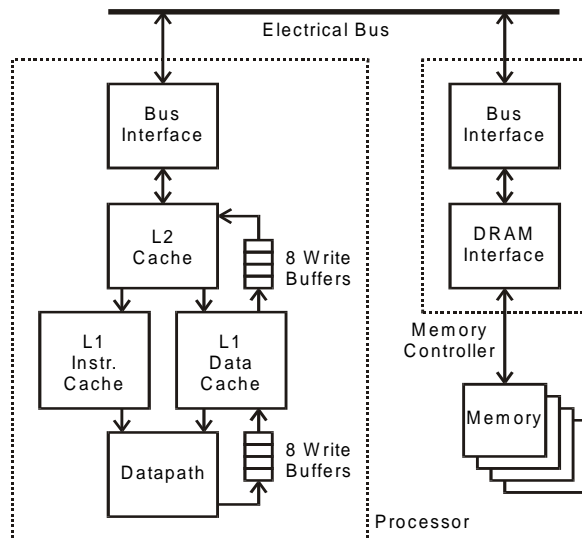 Electrical Bus
Bus
Interface
Bus
Interface
L2
Cache
8 Write
Buffers
DRAM
Interface
L1
Instr.
Cache
L1
Data
Cache
Memory
Controller
Datapath
8 Write
Buffers
Memory
Processor